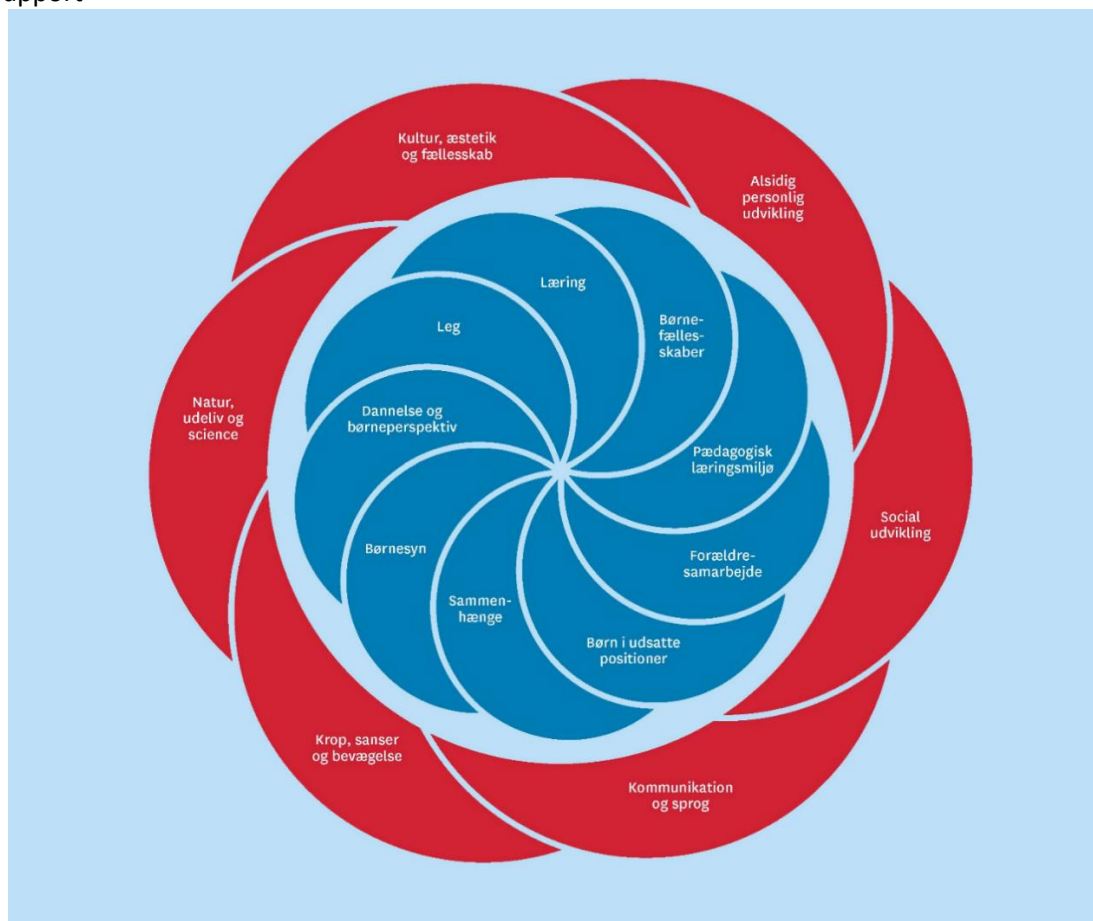 Kultur, æstetik
og fællesskab
Alsidig
personlig
udvikling
Læring
Børne-
fælles-
skaber
Leg
Natur,
udeliv og
science
Dannelse og
børneperspektiv
Pædagogisk
læringsmiljø
Social
udvikling
Børnesyn
Forældre-
samarbejde
Sammen-
hænge
Børn i udsatte
positioner
Krop, sanser
og bevægelse
Kommunikation
og sprog